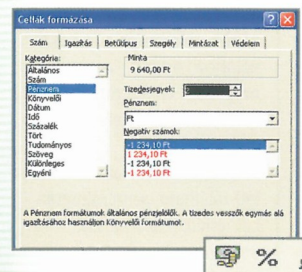 Cellák formázása
Szám Igazítás Betűtípus Szegély Mintázat Védelem
Kategória:
Általános
Szám
Pénznem
Könyvelői
Dátum
Idő
Százalék
Tört
Tudományos
Szöveg
Különleges
Egyéni
Minta
9 640,00 Ft
Tizedesjegyek:
Pénznem:
Ft
Negatív számok:
-1 234,10 Ft
1 234,10 Ft
-1 234,10 Ft
-1 234,10 Ft
A Pénznem formátumok általános pénzjelölők. A tizedes vesszők egymás alá
igazításához használjon Könyvelői formátumot.
%